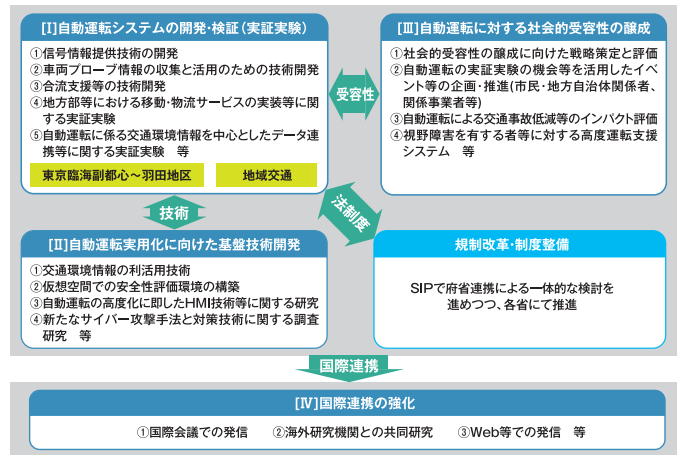 [Ⅰ]自動運転システムの開発・検証（実証実験）
①信号情報提供技術の開発
②車両プローブ情報の収集と活用のための技術開発
③合流支援等の技術開発
④地方部等における移動・物流サービスの実装等に関
する実証実験
⑤自動運転に係る交通環境情報を中心としたデータ連
携等に関する実証実験　等
東京臨海副都心～羽田地区
地域交通
受容性
[Ⅲ]自動運転に対する社会的受容性の醸成
①社会的受容性の醸成に向けた戦略策定と評価
②自動運転の実証実験の機会等を活用したイベ
ント等の企画・推進(市民・地方自治体関係者、
関係事業者等)
③自動運転による交通事故低減等のインパクト評価
④視野障害を有する者等に対する高度運転支援
システム　等
技術
法制度
[Ⅱ]自動運転実用化に向けた基盤技術開発
①交通環境情報の利活用技術
②仮想空間での安全性評価環境の構築
③自動運転の高度化に即したHMI技術等に関する研究
④新たなサイバー攻撃手法と対策技術に関する調査
研究　等
規制改革・制度整備
SIPで府省連携による一体的な検討を
進めつつ、各省にて推進
国際連携
[Ⅳ]国際連携の強化
①国際会議での発信　②海外研究機関との共同研究　③Web等での発信　等